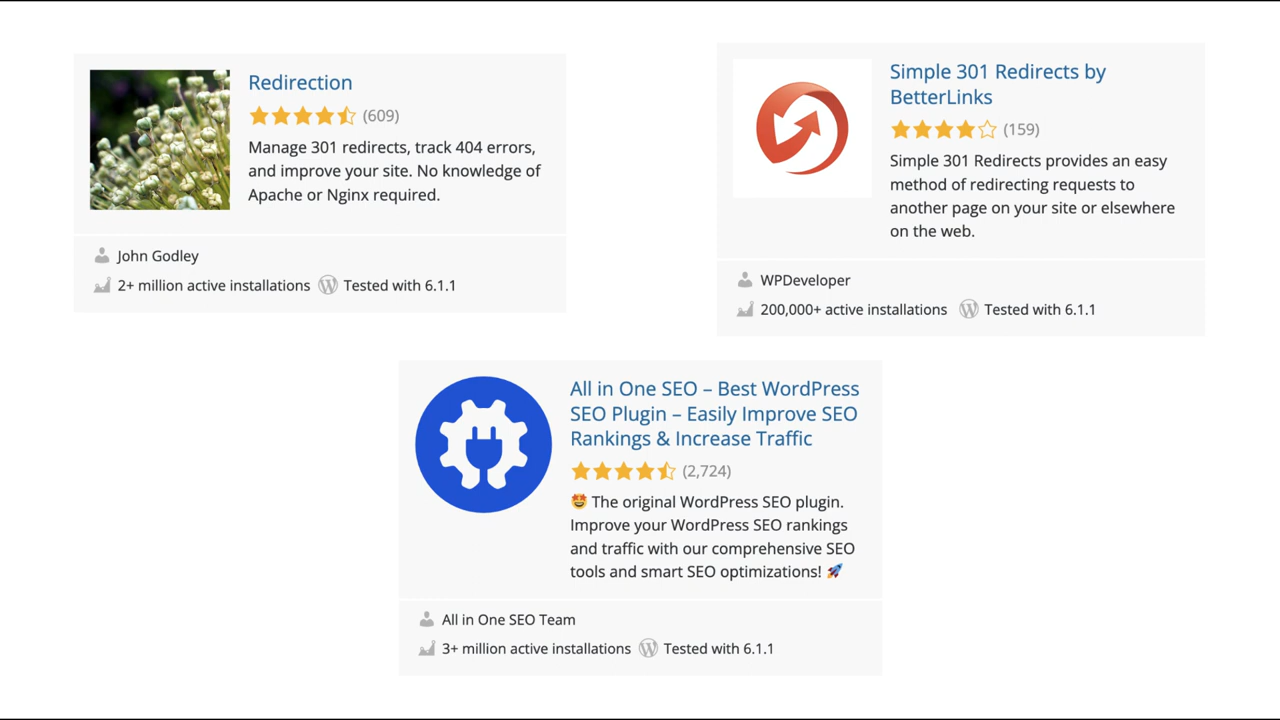 Redirection
(609)
Manage 301 redirects, track 404 errors,
and improve your site. No knowledge of
Apache or Nginx required.
John Godley
2+ million active installations Tested with 6.1.1
Simple 301 Redirects by
BetterLinks
(159)
Simple 301 Redirects provides an easy
method of redirecting requests to
another page on your site or elsewhere
on the web.
WPDeveloper
200,000+ active installations Tested with 6.1.1
All in One SEO – Best WordPress
SEO Plugin – Easily Improve SEO
Rankings & Increase Traffic
(2,724)
🤩 The original WordPress SEO plugin.
Improve your WordPress SEO rankings
and traffic with our comprehensive SEO
tools and smart SEO optimizations! 🚀
All in One SEO Team
3+ million active installations Tested with 6.1.1